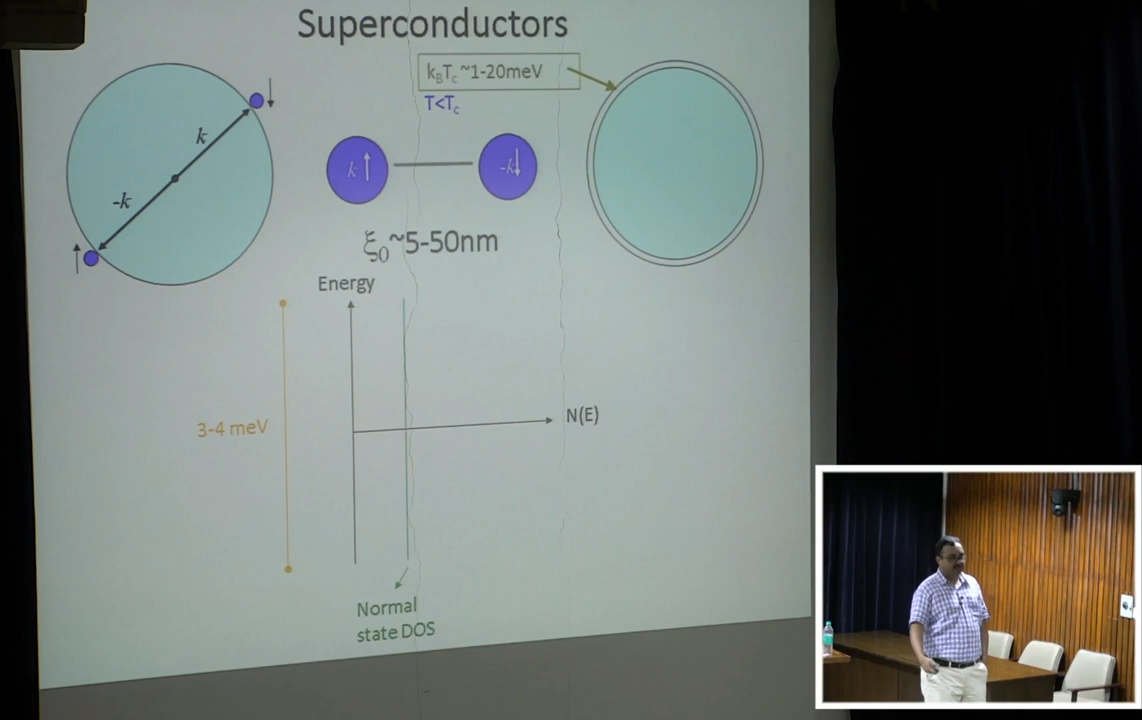 Superconductors
k_BT_c ~1-20meV
T<T_c
k
-k
k↑
-k↓
ξ_0~5-50nm
Energy
3-4 meV
N(E)
Normal
state DOS